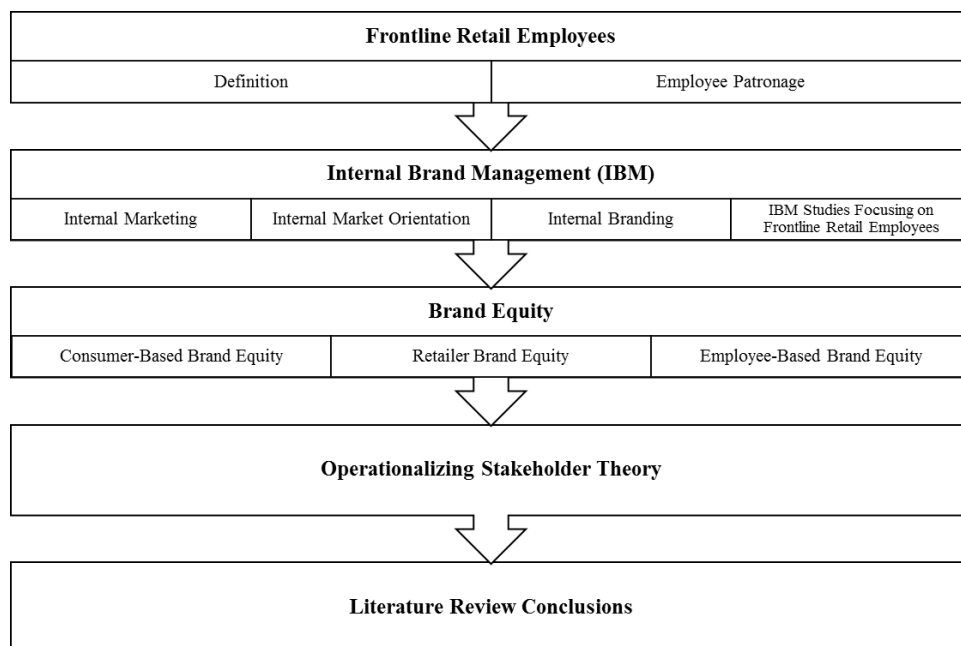 Frontline Retail Employees
Definition
Employee Patronage
Internal Brand Management (IBM)
Internal Marketing
Internal Market Orientation
Internal Branding
IBM Studies Focusing on
Frontline Retail Employees
Brand Equity
Consumer-Based Brand Equity
Retailer Brand Equity
Employee-Based Brand Equity
Operationalizing Stakeholder Theory
Literature Review Conclusions